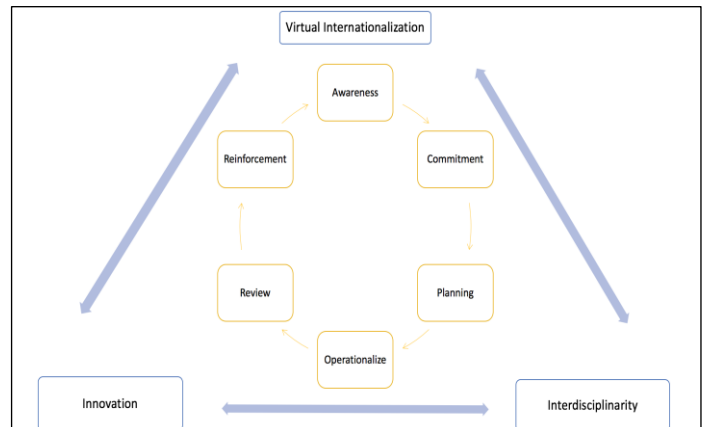 Virtual Internationalization
Awareness
Reinforcement
Commitment
Review
Planning
Operationalize
Innovation
Interdisciplinarity